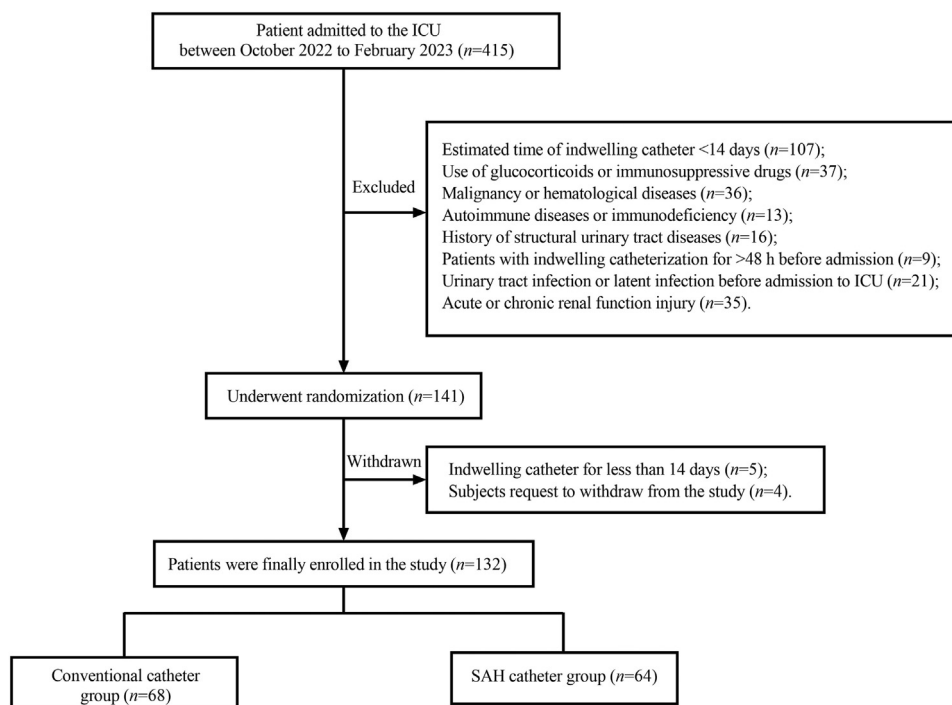 Patient admitted to the ICU
between October 2022 to February 2023 (n=415)
Excluded
Estimated time of indwelling catheter <14 days (n=107);
Use of glucocorticoids or immunosuppressive drugs (n=37);
Malignancy or hematological diseases (n=36);
Autoimmune diseases or immunodeficiency (n=13);
History of structural urinary tract diseases (n=16);
Patients with indwelling catheterization for >48 h before admission (n=9);
Urinary tract infection or latent infection before admission to ICU (n=21);
Acute or chronic renal function injury (n=35).
Underwent randomization (n=141)
Withdrawn
Indwelling catheter for less than 14 days (n=5);
Subjects request to withdraw from the study (n=4).
Patients were finally enrolled in the study (n=132)
Conventional catheter
group (n=68)
SAH catheter group (n=64)